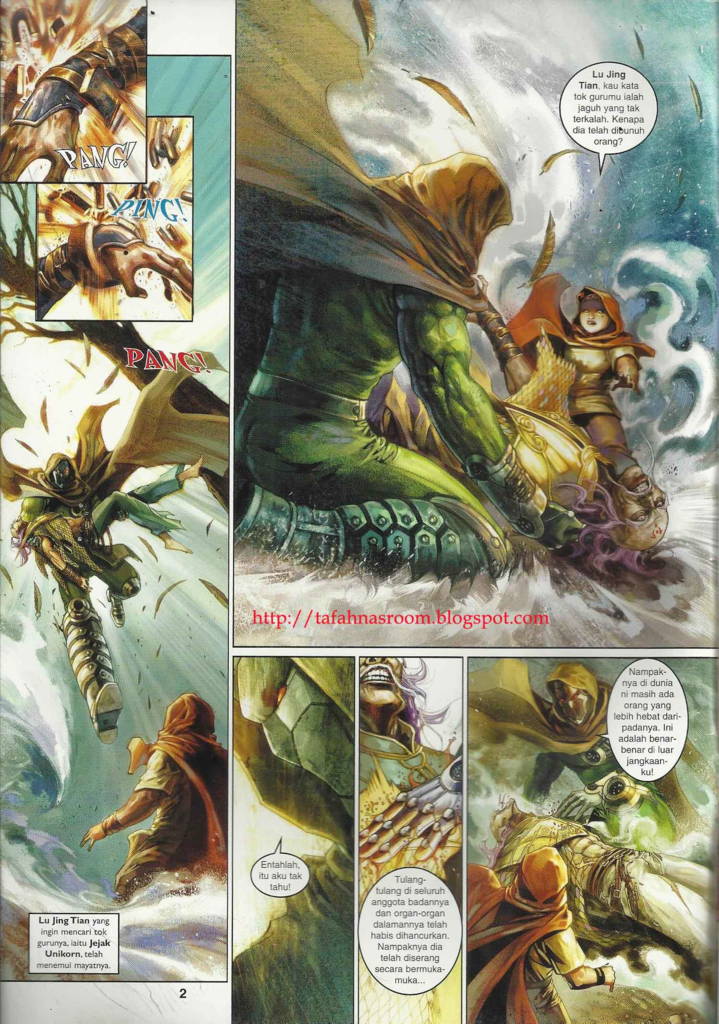 PANG!
PING!
PANG!
Lu Jing Tian yang
ingin mencari tok
gurunya, iaitu Jejak
Unikorn, telah
menemui mayatnya.
2
Lu Jing
Tian, kau kata
tok gurumu ialah
jaguh yang tak
terkalah. Kenapa
dia telah dibunuh
orang?
http://tafahnasroom.blogspot.com
Entahlah,
itu aku tak
tahu!
Tulang-
tulang di seluruh
anggota badannya
dan organ-organ
dalamannya telah
habis dihancurkan.
Nampaknya dia
telah diserang
secara bermuka-
muka...
Nampak-
nya di dunia
ni masih ada
orang yang
lebih hebat dari-
padanya. Ini
adalah benar-
benar di luar
jangkaan-
ku!